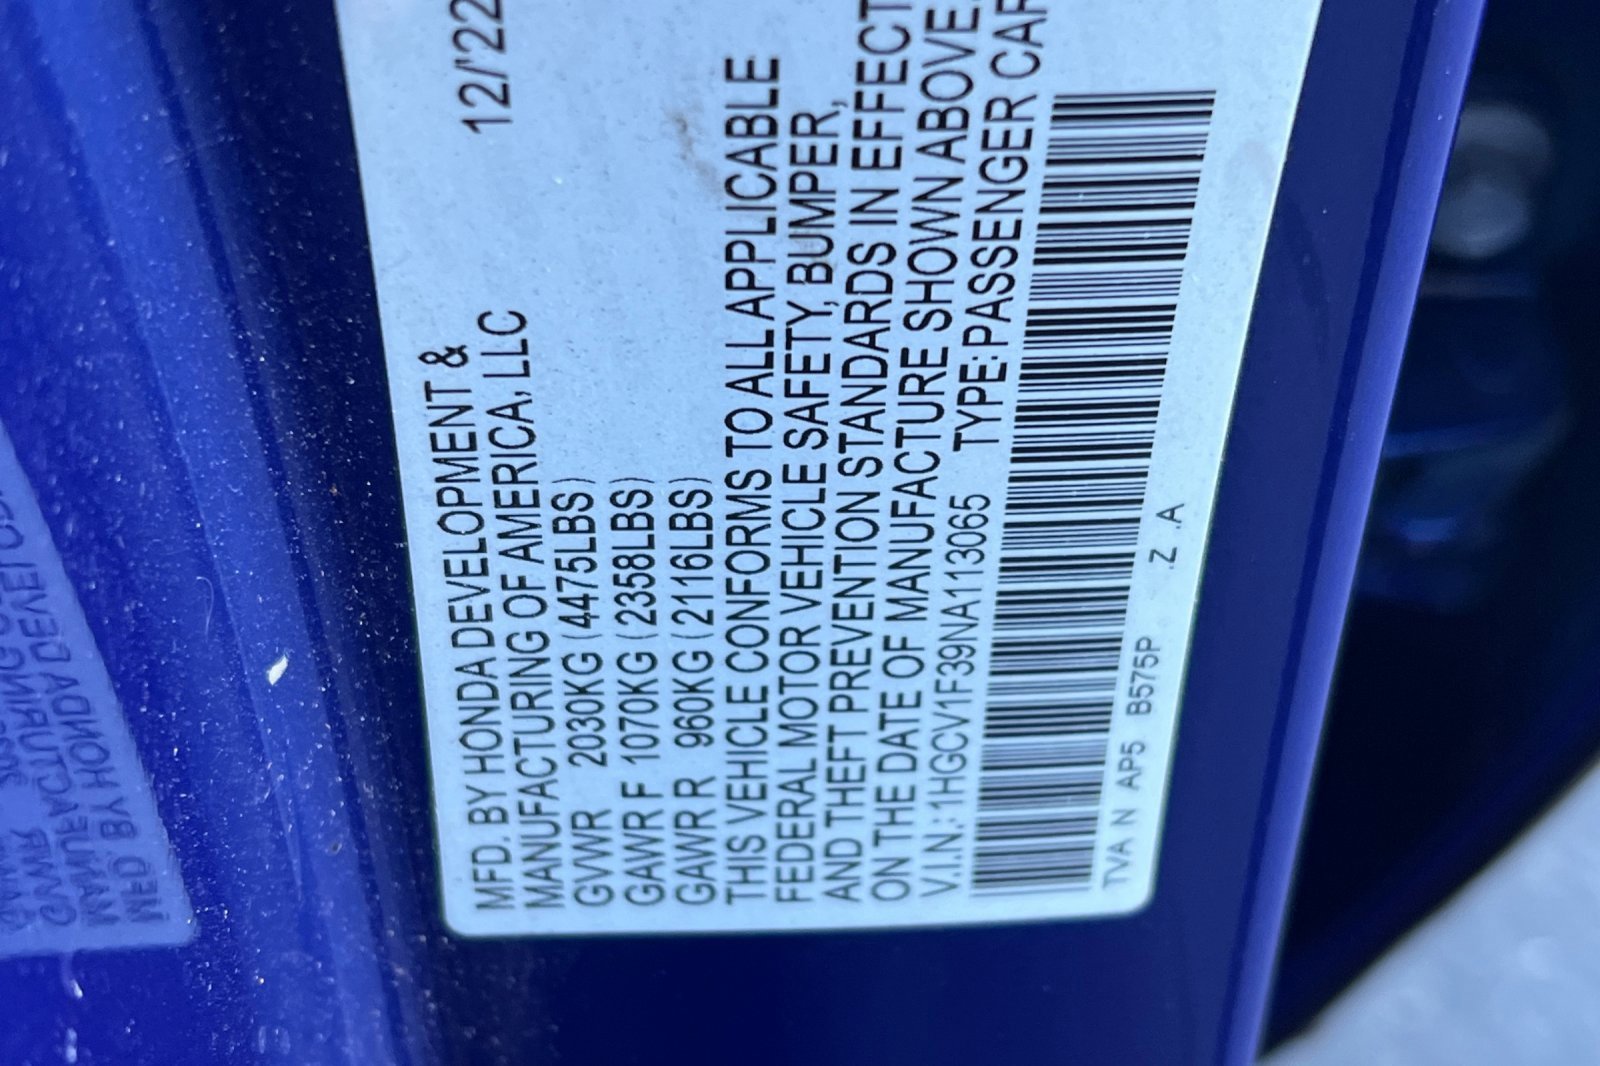 MFD. BY HONDA DEVELOPMENT &
MANUFACTURING OF AMERICA, LLC 12/'22
GVWR 2030KG (4475LBS)
GAWR F 1070KG (2358LBS)
GAWR R 960KG (2116LBS)
THIS VEHICLE CONFORMS TO ALL APPLICABLE
FEDERAL MOTOR VEHICLE SAFETY, BUMPER,
AND THEFT PREVENTION STANDARDS IN EFFECT
ON THE DATE OF MANUFACTURE SHOWN ABOVE.
V.I.N.: 1HGCV1F39NA113065 TYPE: PASSENGER CAR
TVA N AP5 B575P .Z .A